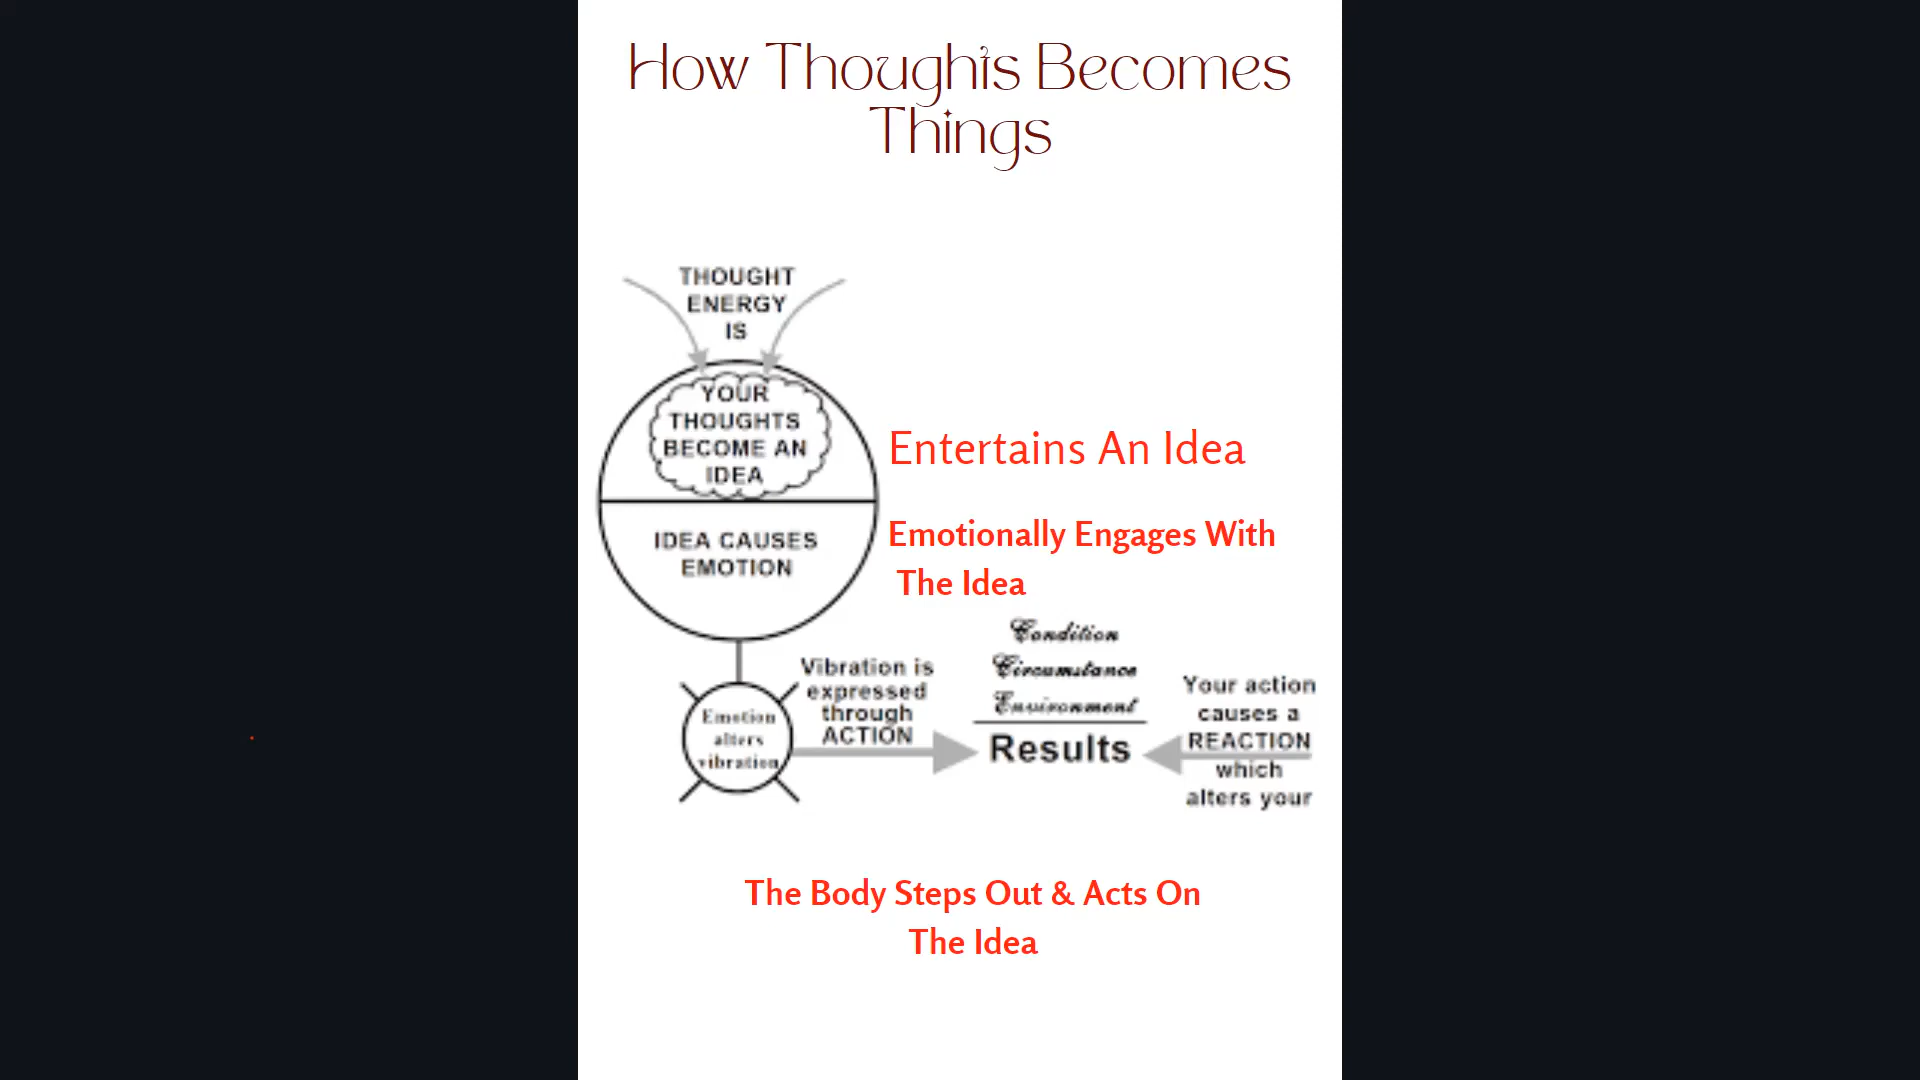 How Thoughts Becomes
Things
THOUGHT
ENERGY
IS
YOUR
THOUGHTS
BECOME AN
IDEA
Entertains An Idea
IDEA CAUSES
EMOTION
Emotionally Engages With
The Idea
Emotion
alters
vibration
Vibration is
expressed
through
ACTION
Condition
Circumstance
Environment
Results
Your action
causes a
REACTION
which
alters your
The Body Steps Out & Acts On
The Idea